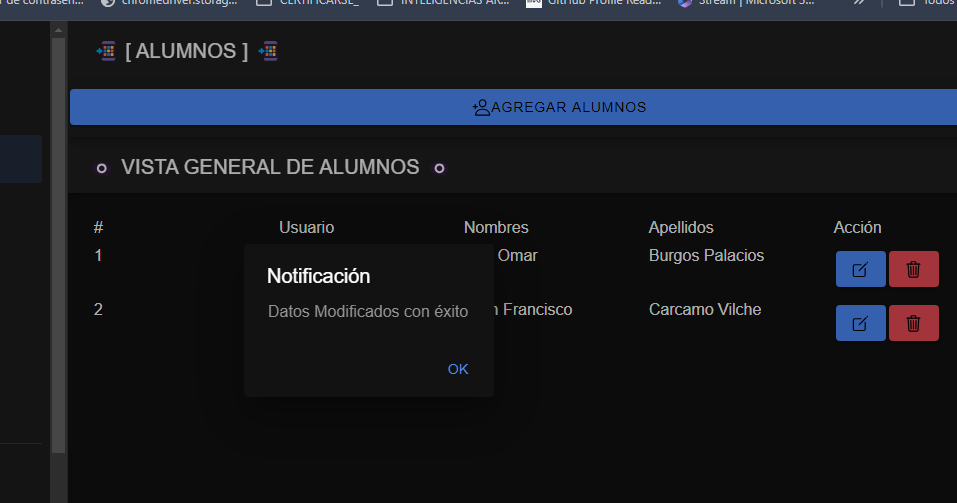 de contrasen...
chromedriver.storag...
CERTIFICARSE_
INTELIGENCIAS AR...
GitHub Profile Read...
Stream | Microsoft S...
Todos
[ ALUMNOS ]
AGREGAR ALUMNOS
VISTA GENERAL DE ALUMNOS
# Usuario Nombres Apellidos Acción
1 Omar Burgos Palacios
Notificación
Datos Modificados con éxito
2 Francisco Carcamo Vilche
OK